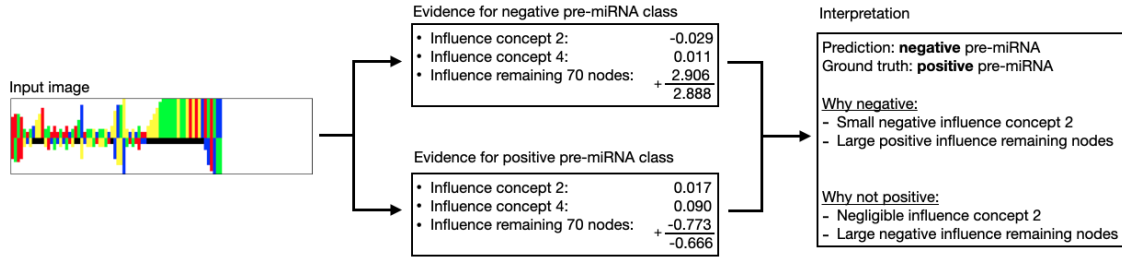 Input image
Evidence for negative pre-miRNA class
• Influence concept 2: -0.029
• Influence concept 4: 0.011
• Influence remaining 70 nodes: + 2.906
2.888
Evidence for positive pre-miRNA class
• Influence concept 2: 0.017
• Influence concept 4: 0.090
• Influence remaining 70 nodes: + -0.773
-0.666
Interpretation
Prediction: negative pre-miRNA
Ground truth: positive pre-miRNA
Why negative:
- Small negative influence concept 2
- Large positive influence remaining nodes
Why not positive:
- Negligible influence concept 2
- Large negative influence remaining nodes